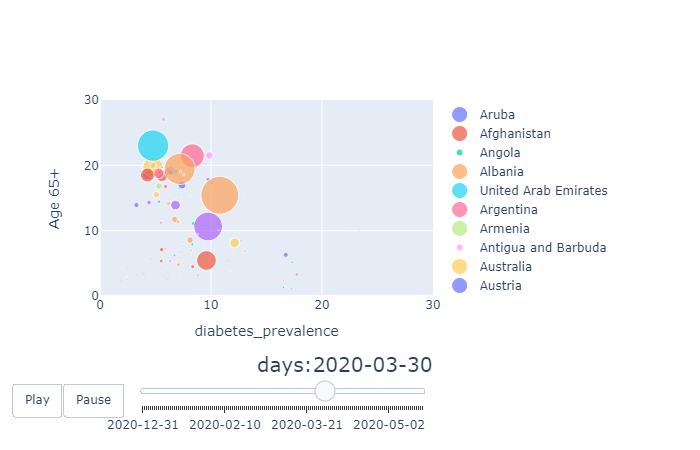 30
20
10
0
Age 65+
0 10 20 30
diabetes_prevalence
Aruba
Afghanistan
Angola
Albania
United Arab Emirates
Argentina
Armenia
Antigua and Barbuda
Australia
Austria
days:2020-03-30
Play Pause
2020-12-31 2020-02-10 2020-03-21 2020-05-02